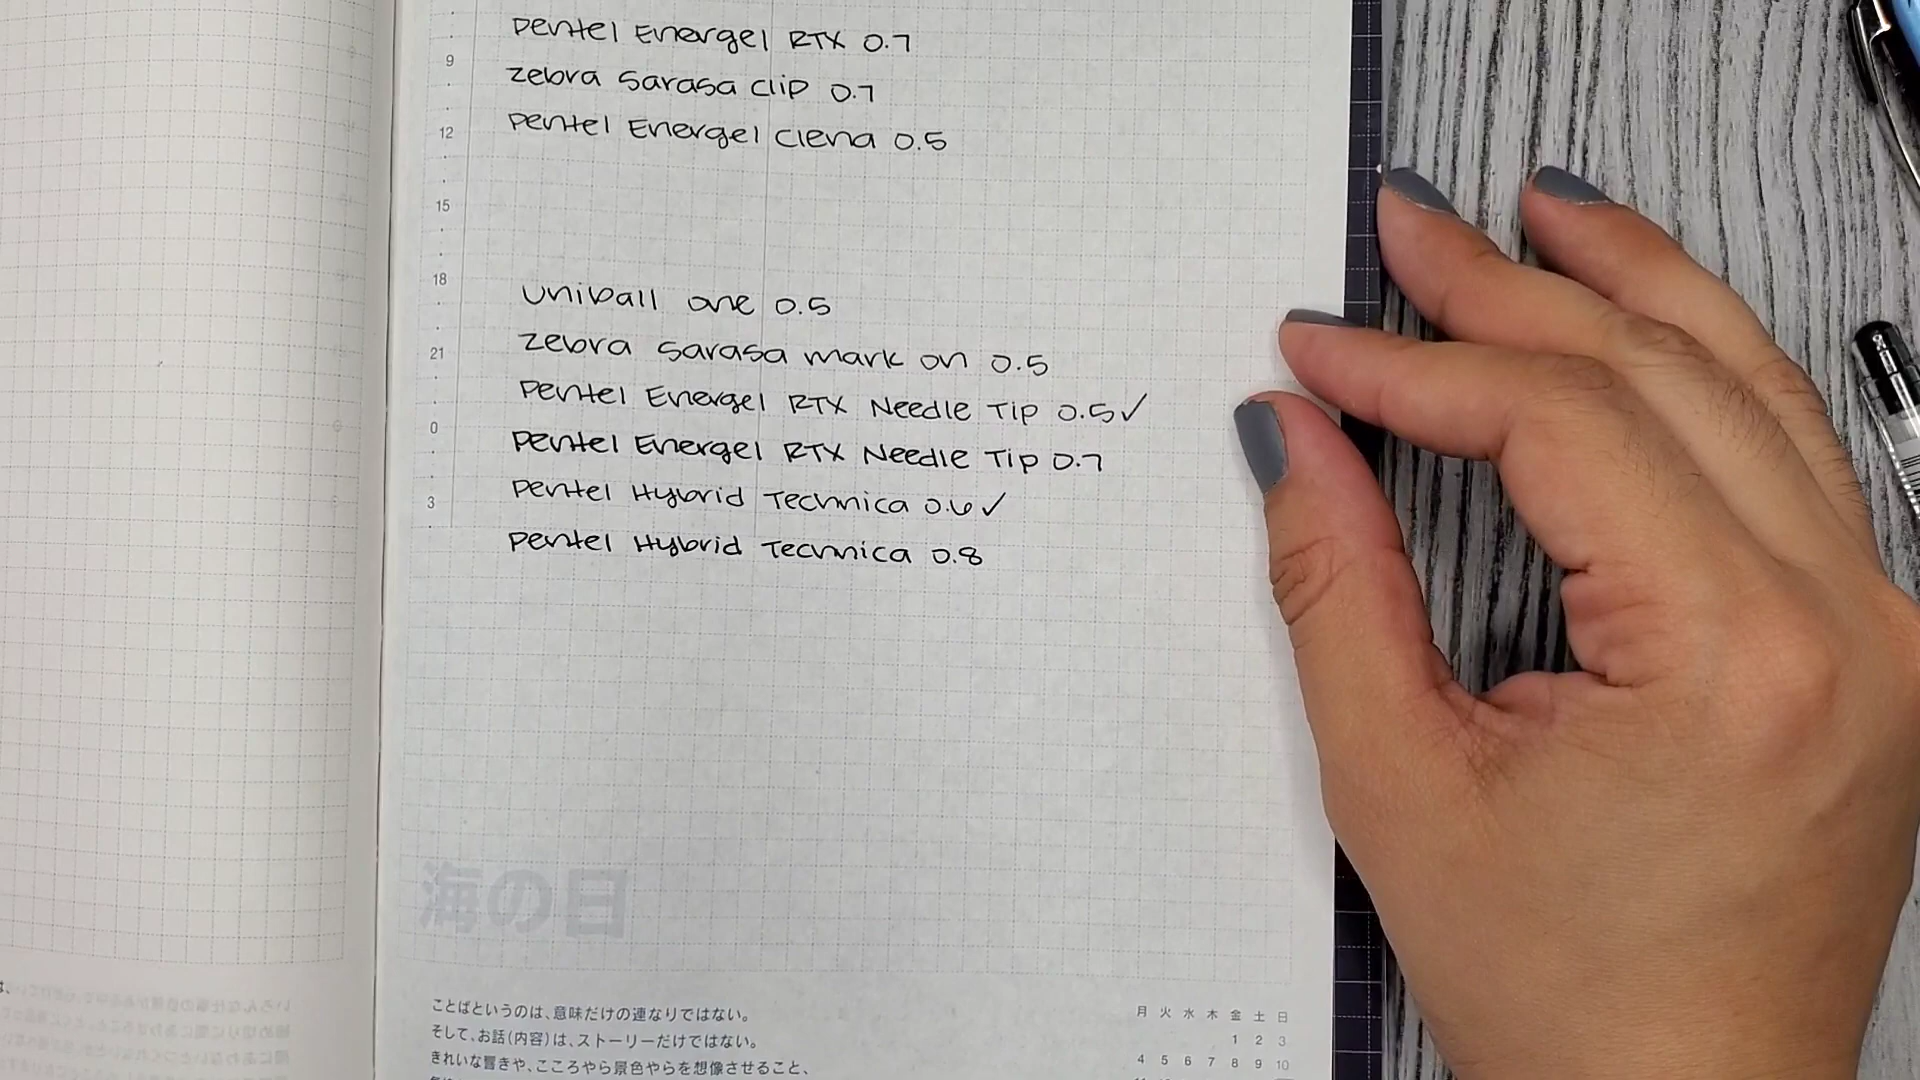 Pentel Energel RTX 0.7
9
Zebra Sarasa Clip 0.7
Pentel Energel Clena 0.5
12
15
18
Uniball one 0.5
Zebra Sarasa mark on 0.5
21
Pentel Energel RTX Needle Tip 0.5✓
0
Pentel Energel RTX Needle Tip 0.7
Pentel Hybrid Technica 0.6✓
3
Pentel Hybrid Technica 0.8
海の日
ことばというのは、意味だけの連なりではない。
そして、お話(内容)は、ストーリーだけではない。
きれいな響きや、こころやら景色やらを想像させること、
月 火 水 木 金 土 日
1 2 3
4 5 6 7 8 9 10